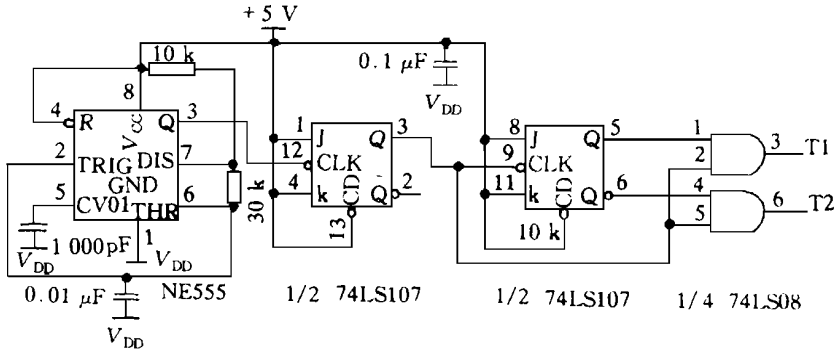 +5 V
10 k
0.1 μF
V_DD
8
4
R
V_CC
Q
3
2
TRIG
DIS
7
GND
5
CV01
THR
6
1
30 k
1 000pF
V_DD
V_DD
0.01 μF
V_DD
NE555
1
J
Q
3
12
CLK
4
k
CD
Q
2
13
1/2 74LS107
8
J
Q
5
9
CLK
11
k
CD
Q
6
10 k
1/2 74LS107
1
2
3
T1
4
5
6
T2
1/4 74LS08